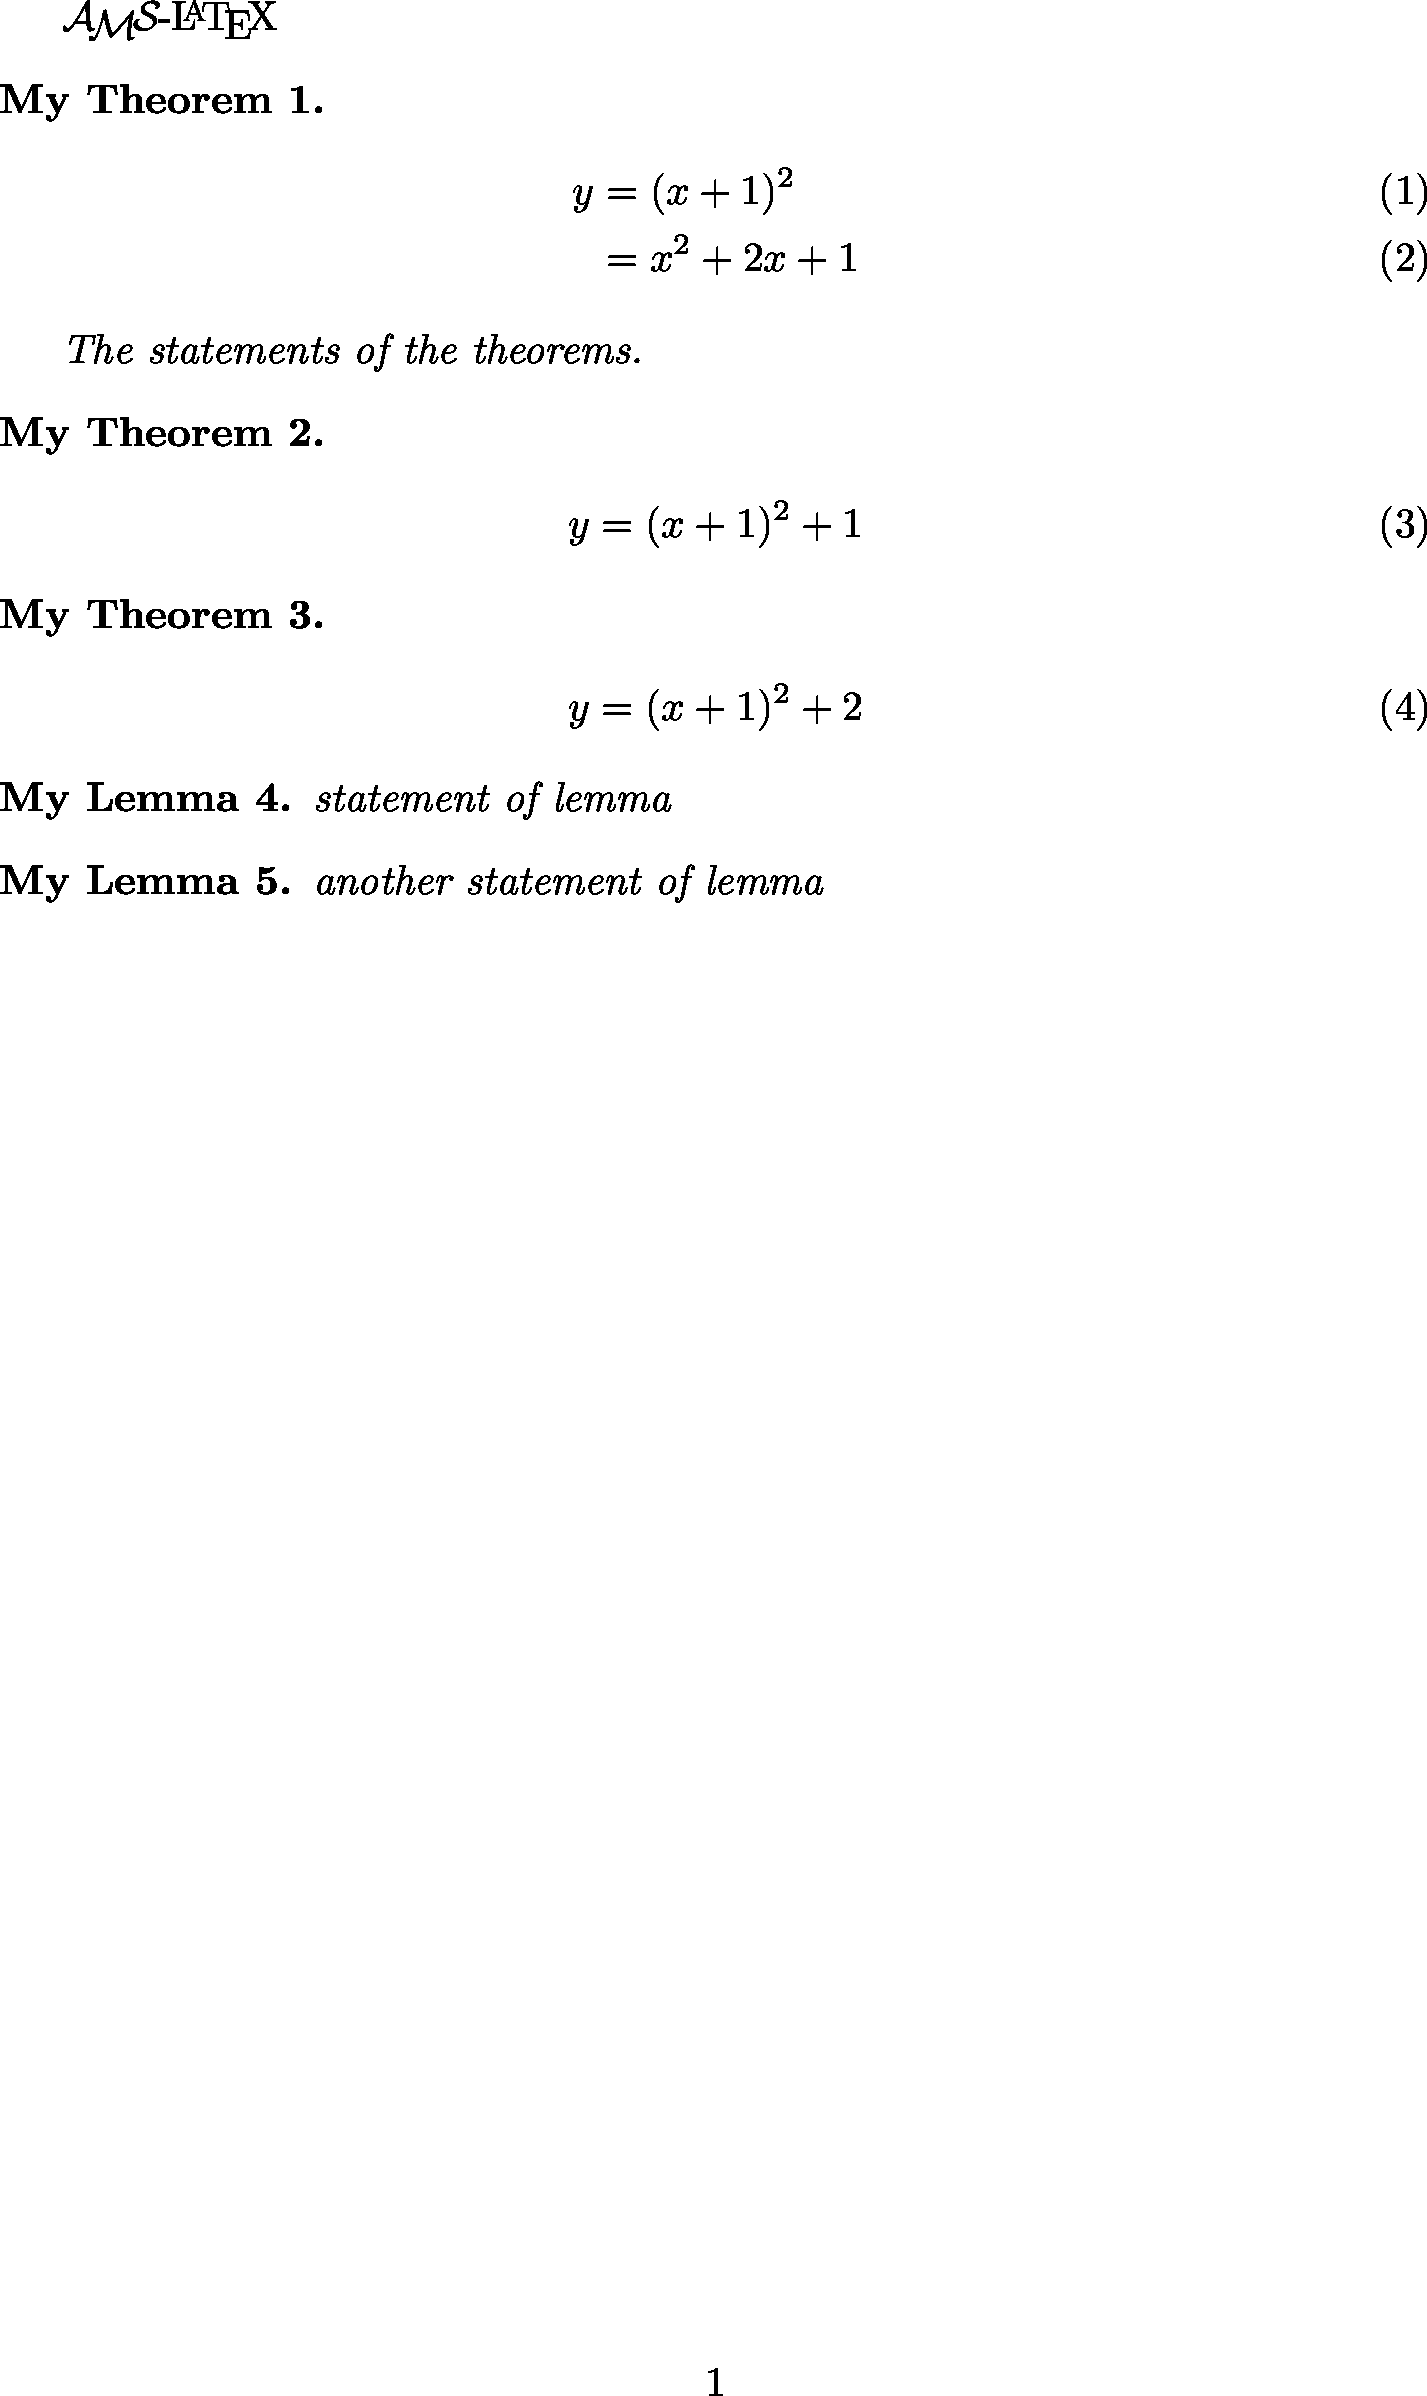 AMS-LATEX
My Theorem 1.
y = (x + 1)² (1)
= x² + 2x + 1 (2)
The statements of the theorems.
My Theorem 2.
y = (x + 1)² + 1 (3)
My Theorem 3.
y = (x + 1)² + 2 (4)
My Lemma 4. statement of lemma
My Lemma 5. another statement of lemma
1